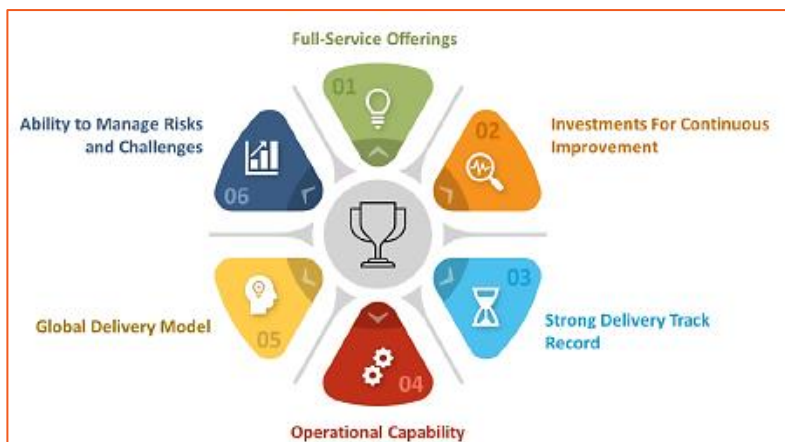 Full-Service Offerings
01
02
Investments For Continuous
Improvement
03
Strong Delivery Track
Record
04
Operational Capability
05
Global Delivery Model
06
Ability to Manage Risks
and Challenges